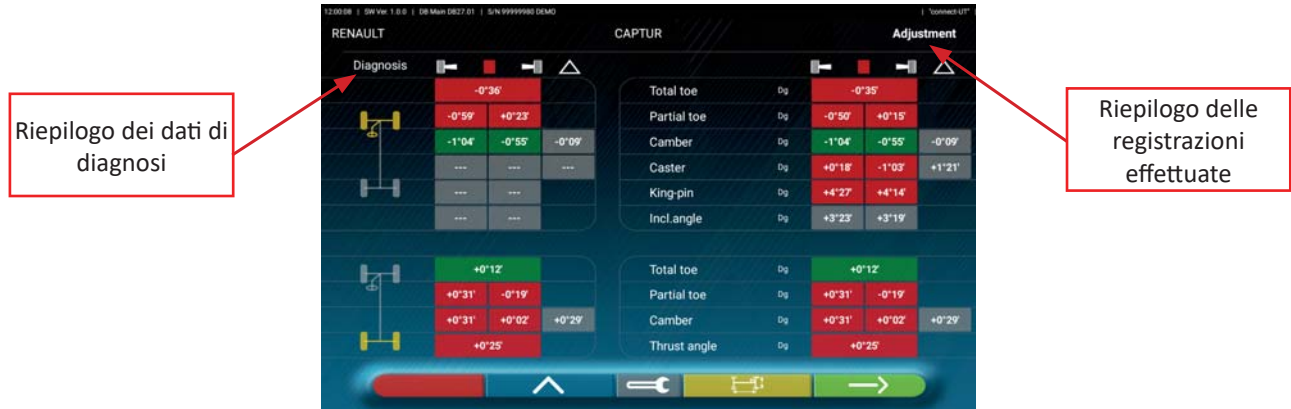 12:00:08 | SW Ver. 1.0.0 | DB Main DB27.01 | S/N 99999980 DEMO | "connect-UT" |
RENAULT CAPTUR Adjustment
Diagnosis
-0°36' Total toe Dg -0°35'
-0°59' +0°23' Partial toe Dg -0°50' +0°15'
-1°04' -0°55' -0°09' Camber Dg -1°04' -0°55' -0°09'
--- --- --- Caster Dg +0°18' -1°03' +1°21'
--- --- King-pin Dg +4°27' +4°14'
--- --- Incl.angle Dg +3°23' +3°19'
+0°12' Total toe Dg +0°12'
+0°31' -0°19' Partial toe Dg +0°31' -0°19'
+0°31' +0°02' +0°29' Camber Dg +0°31' +0°02' +0°29'
+0°25' Thrust angle Dg +0°25'
Riepilogo dei dati di
diagnosi
Riepilogo delle
registrazioni
effettuate